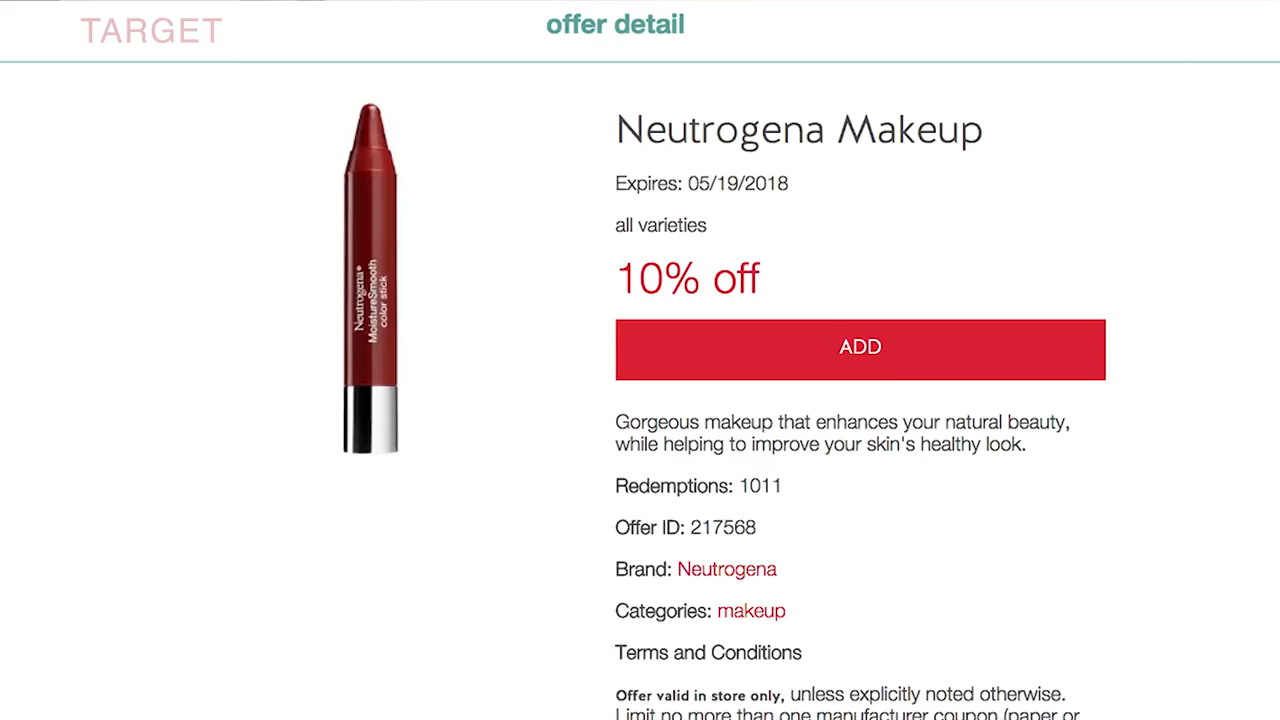 TARGET
offer detail
Neutrogena Makeup
Expires: 05/19/2018
all varieties
10% off
ADD
Neutrogena®
MoistureSmooth
color stick
Gorgeous makeup that enhances your natural beauty,
while helping to improve your skin's healthy look.
Redemptions: 1011
Offer ID: 217568
Brand: Neutrogena
Categories: makeup
Terms and Conditions
Offer valid in store only, unless explicitly noted otherwise.
Limit no more than one manufacturer coupon (paper or